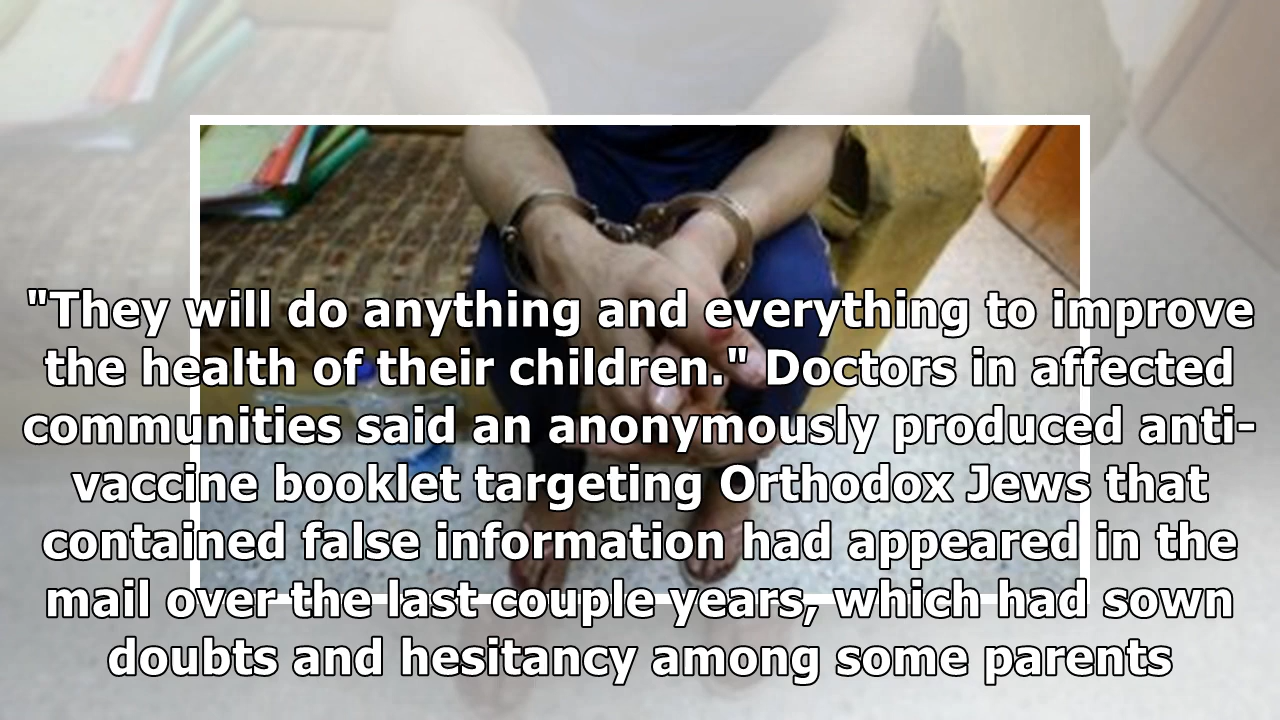 "They will do anything and everything to improve
the health of their children." Doctors in affected
communities said an anonymously produced anti-
vaccine booklet targeting Orthodox Jews that
contained false information had appeared in the
mail over the last couple years, which had sown
doubts and hesitancy among some parents